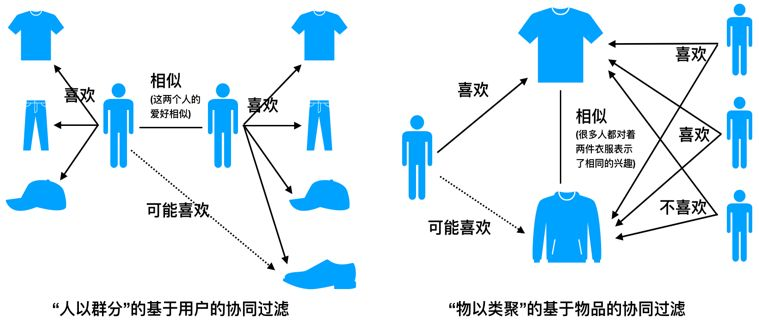 喜欢
相似
(这两个人的
爱好相似)
喜欢
可能喜欢
“人以群分”的基于用户的协同过滤
喜欢
喜欢
相似
(很多人都对着
两件衣服表示
了相同的兴趣)
喜欢
不喜欢
可能喜欢
“物以类聚”的基于物品的协同过滤